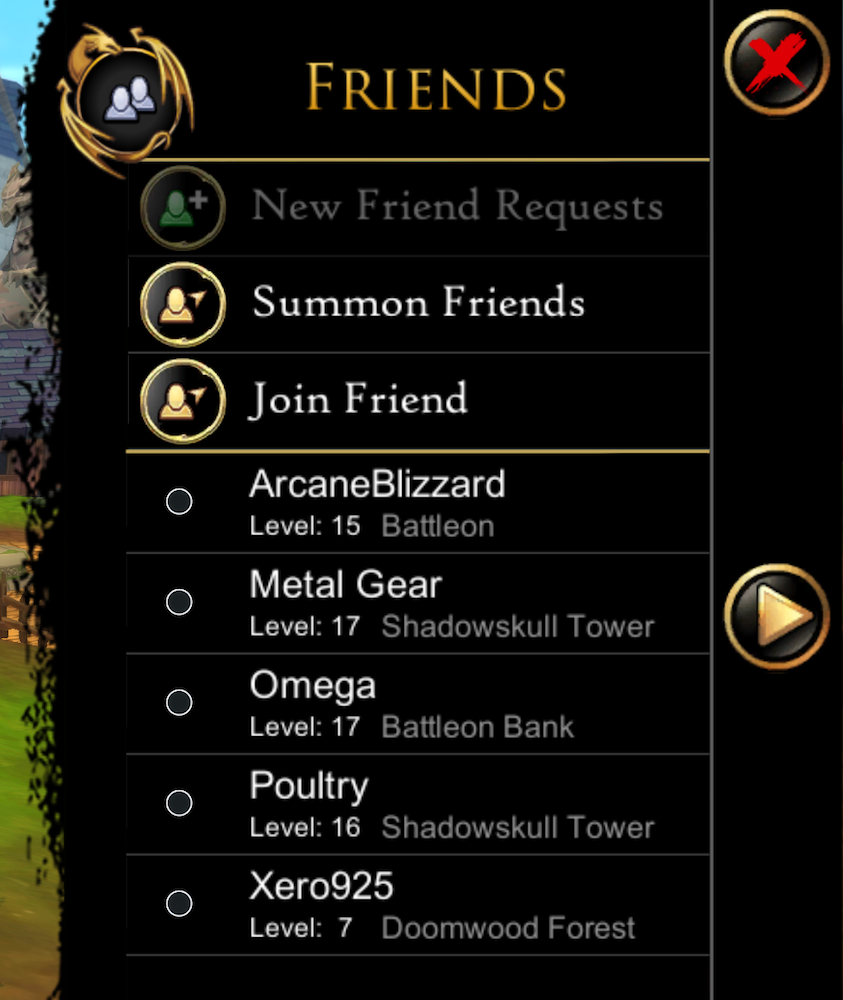 Friends
New Friend Requests
Summon Friends
Join Friend
ArcaneBlizzard
Level: 15 Battleon
Metal Gear
Level: 17 Shadowskull Tower
Omega
Level: 17 Battleon Bank
Poultry
Level: 16 Shadowskull Tower
Xero925
Level: 7 Doomwood Forest